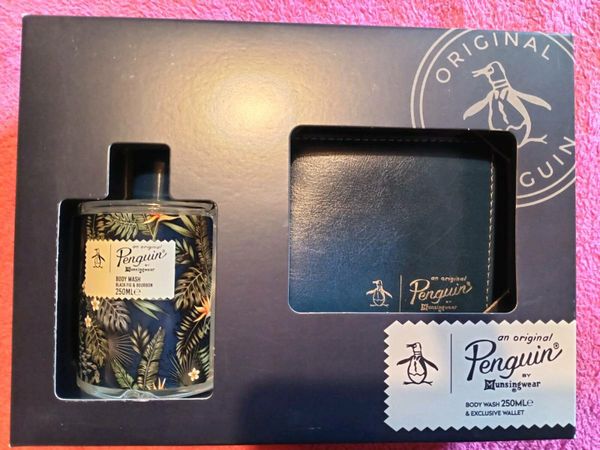 ORIGINAL
PENGUIN
an original
Penguin
BY
Munsingwear
BODY WASH
BLACK FIG & BOURBON
250ML℮
an original
Penguin®
BY
Munsingwear
an original
Penguin®
BY
Munsingwear
BODY WASH 250ML℮
& EXCLUSIVE WALLET